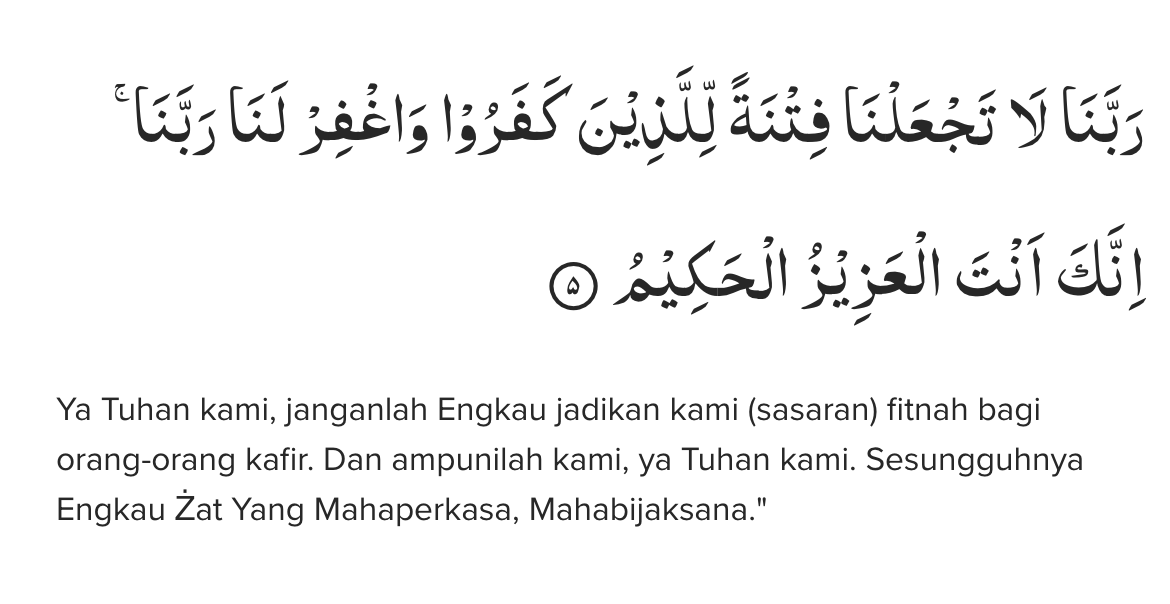 رَبَّنَا لَا تَجْعَلْنَا فِتْنَةً لِّلَّذِيْنَ كَفَرُوْا وَاغْفِرْ لَنَا رَبَّنَاۚ
اِنَّكَ اَنْتَ الْعَزِيْزُ الْحَكِيْمُ ۝٥
Ya Tuhan kami, janganlah Engkau jadikan kami (sasaran) fitnah bagi
orang-orang kafir. Dan ampunilah kami, ya Tuhan kami. Sesungguhnya
Engkau Żat Yang Mahaperkasa, Mahabijaksana."